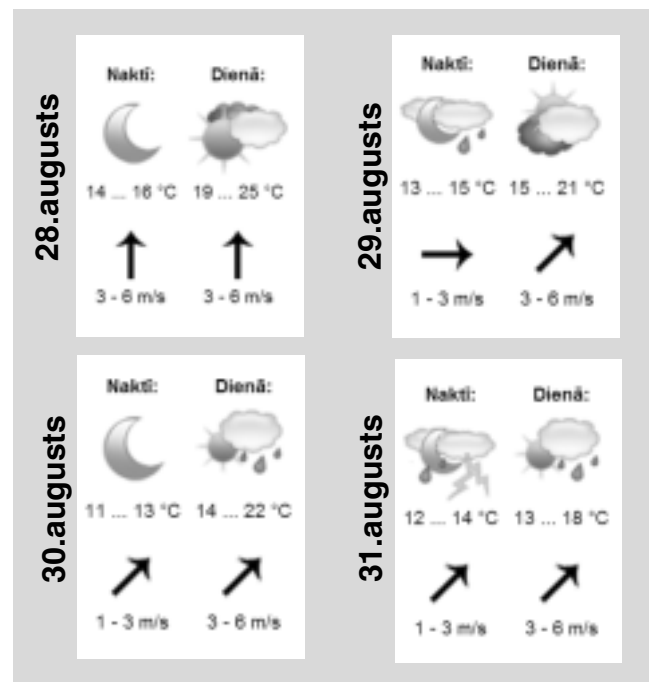 28.augusts
Naktī: Dienā:
14 ... 16 °C 19 ... 25 °C
3 - 6 m/s 3 - 6 m/s
29.augusts
Naktī: Dienā:
13 ... 15 °C 15 ... 21 °C
1 - 3 m/s 3 - 6 m/s
30.augusts
Naktī: Dienā:
11 ... 13 °C 14 ... 22 °C
1 - 3 m/s 3 - 6 m/s
31.augusts
Naktī: Dienā:
12 ... 14 °C 13 ... 18 °C
1 - 3 m/s 3 - 6 m/s